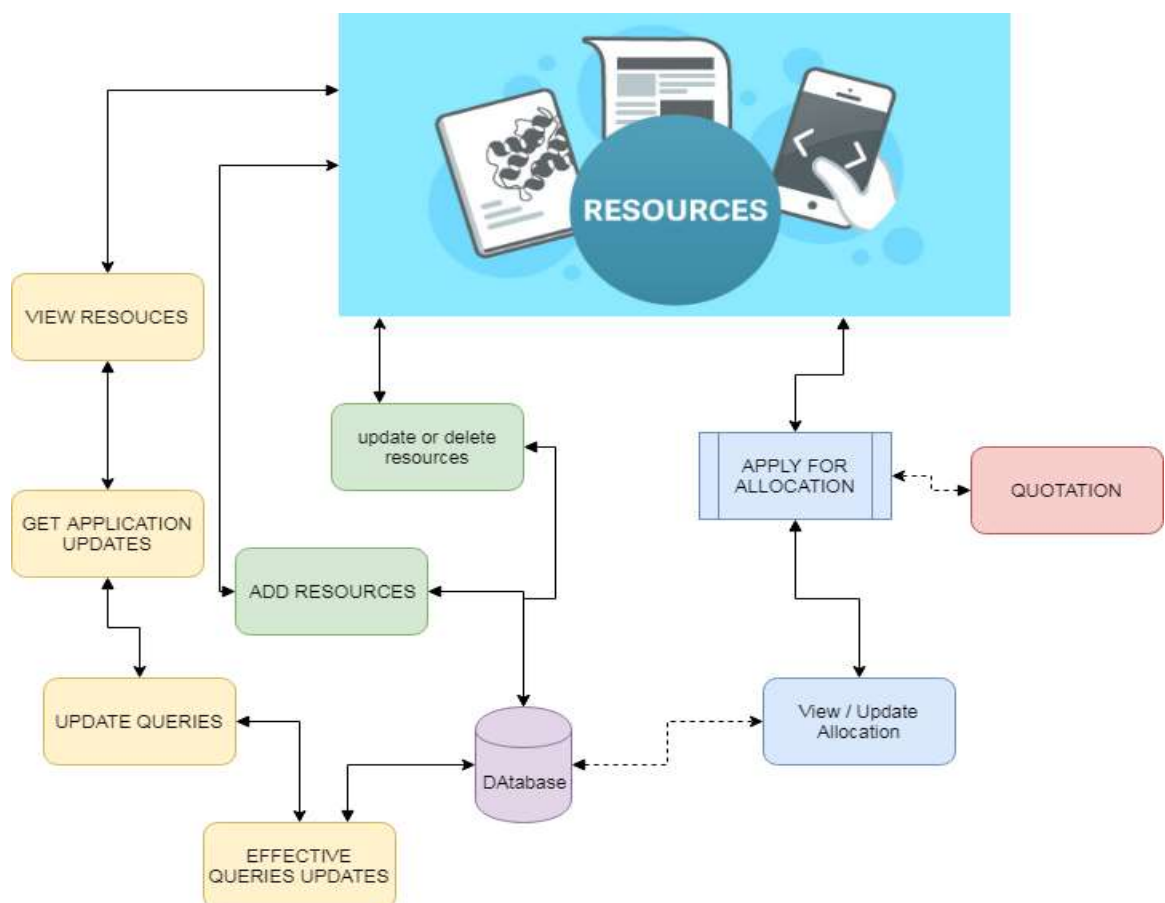 RESOURCES
VIEW RESOUCES
update or delete
resources
APPLY FOR
ALLOCATION
QUOTATION
GET APPLICATION
UPDATES
ADD RESOURCES
UPDATE QUERIES
View / Update
Allocation
DAtabase
EFFECTIVE
QUERIES UPDATES